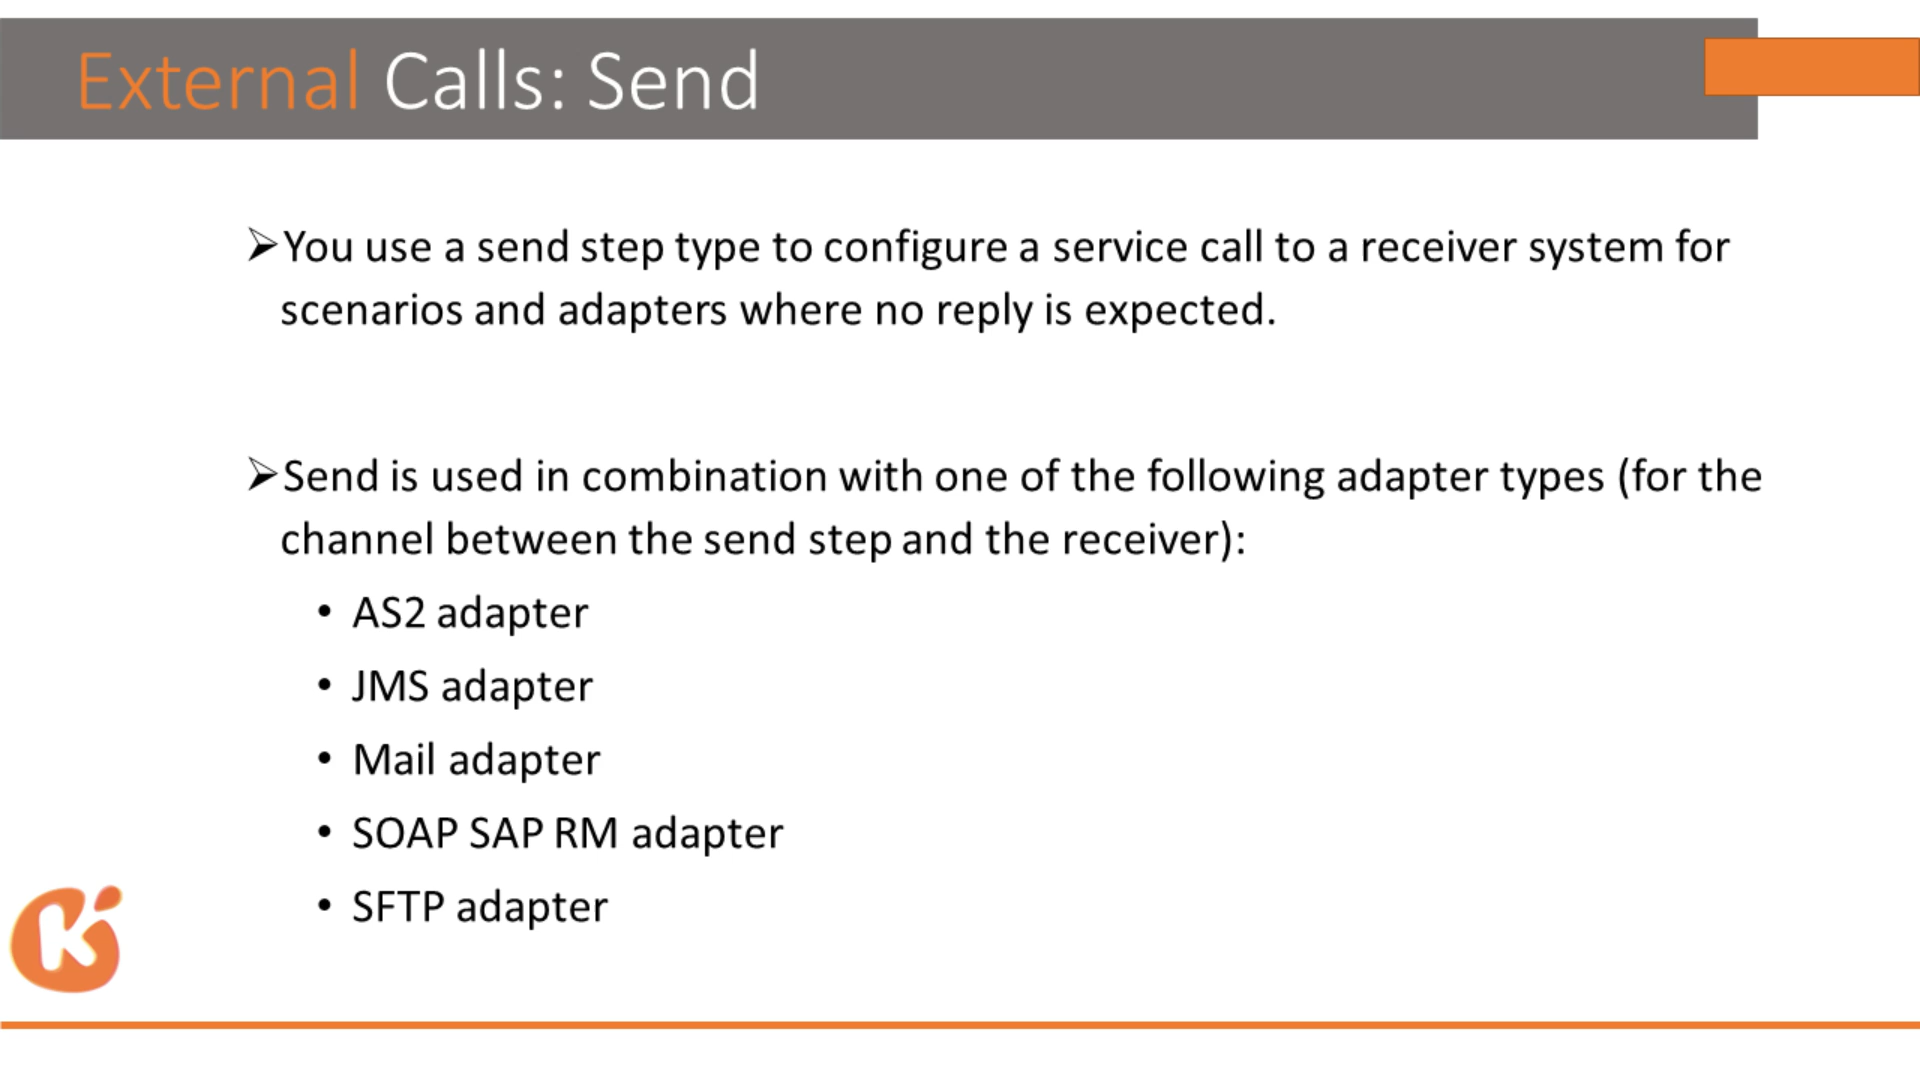 External Calls: Send
➢You use a send step type to configure a service call to a receiver system for
scenarios and adapters where no reply is expected.
➢Send is used in combination with one of the following adapter types (for the
channel between the send step and the receiver):
• AS2 adapter
• JMS adapter
• Mail adapter
• SOAP SAP RM adapter
• SFTP adapter
K